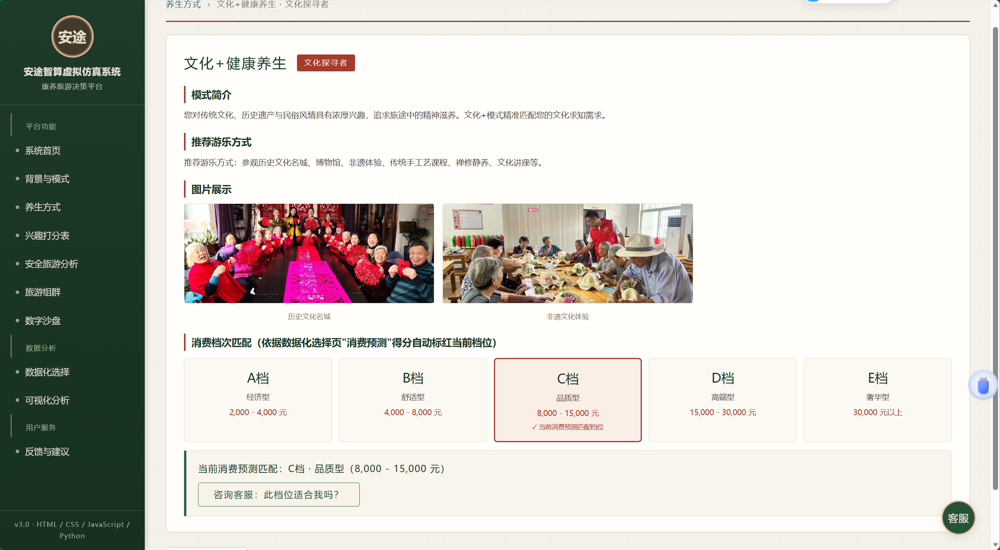 安途
安途智算虚拟仿真系统
康养旅游决策平台
平台功能
系统首页
背景与模式
养生方式
兴趣打分表
安全旅游分析
旅游组群
数字沙盘
数据分析
数据化选择
可视化分析
用户服务
反馈与建议
v3.0 · HTML / CSS / JavaScript /
Python
养生方式 › 文化+健康养生 · 文化探寻者
文化+健康养生 文化探寻者
模式简介
您对传统文化、历史遗产与民俗风情具有浓厚兴趣，追求旅途中的精神滋养。文化+模式精准匹配您的文化求知需求。
推荐游乐方式
推荐游乐方式：参观历史文化名城、博物馆、非遗体验、传统手工艺课程、禅修静养、文化讲座等。
图片展示
操作间
历史文化名城
非遗文化体验
消费档次匹配（依据数据化选择页"消费预测"得分自动标红当前档位）
A档
经济型
2,000 - 4,000 元
B档
舒适型
4,000 - 8,000 元
C档
品质型
8,000 - 15,000 元
✓ 当前消费预测匹配档位
D档
高端型
15,000 - 30,000 元
E档
奢华型
30,000 元以上
当前消费预测匹配：C档 · 品质型（8,000 - 15,000 元）
咨询客服：此档位适合我吗？
客服